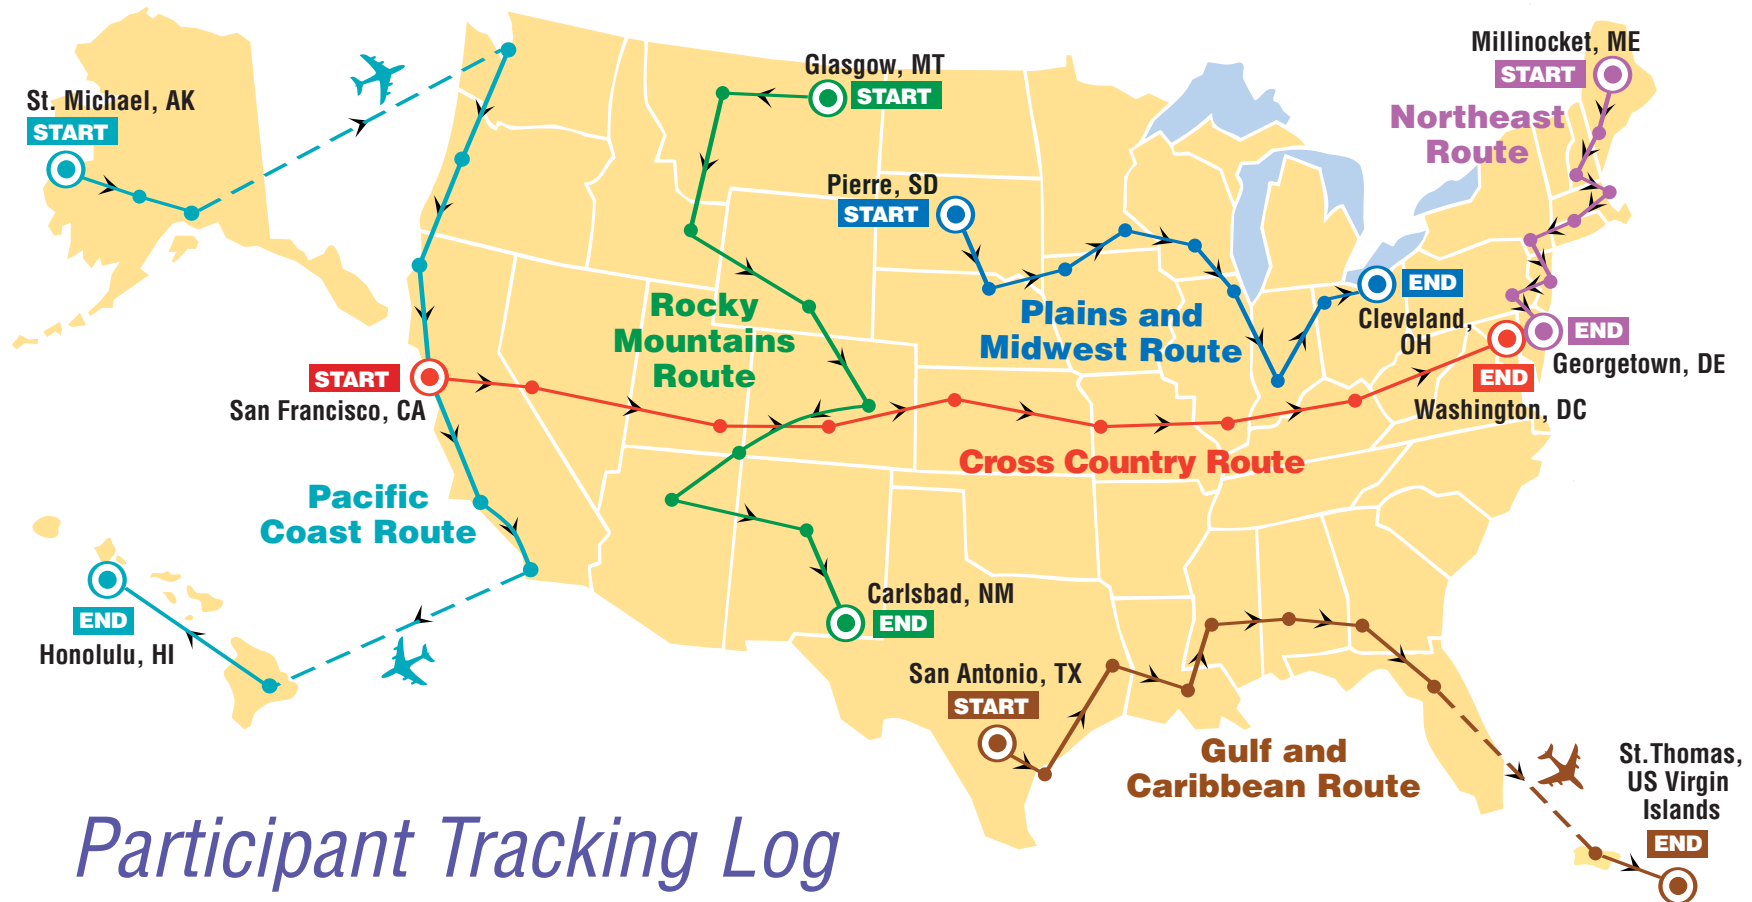 Millinocket, ME
START
Glasgow, MT
START
St. Michael, AK
START
Northeast
Route
Pierre, SD
START
END
Cleveland,
OH
Rocky
Mountains
Route
Plains and
Midwest Route
END
Georgetown, DE
START
San Francisco, CA
END
Washington, DC
Cross Country Route
Pacific
Coast Route
Carlsbad, NM
END
END
Honolulu, HI
San Antonio, TX
START
Gulf and
Caribbean Route
St.Thomas,
US Virgin
Islands
END
Participant Tracking Log